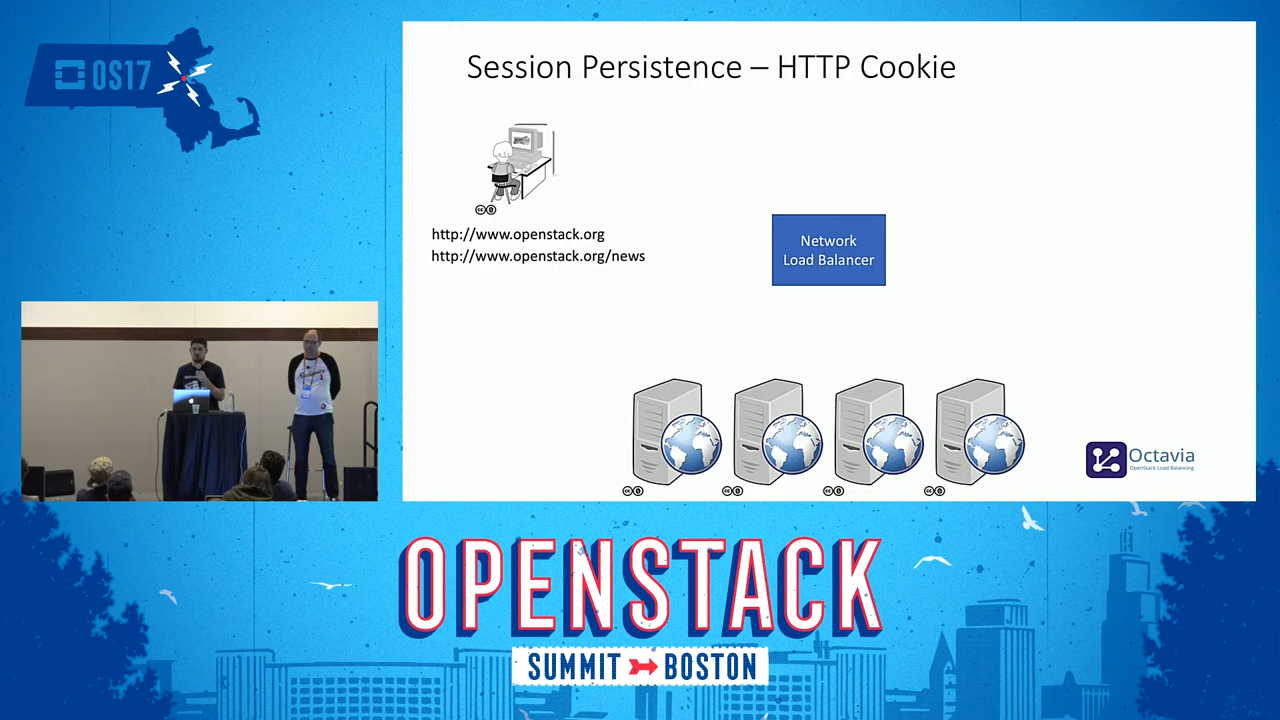 OS17
Session Persistence – HTTP Cookie
http://www.openstack.org
http://www.openstack.org/news
Network
Load Balancer
Octavia
OpenStack Load Balancing
OPENSTACK
SUMMIT BOSTON